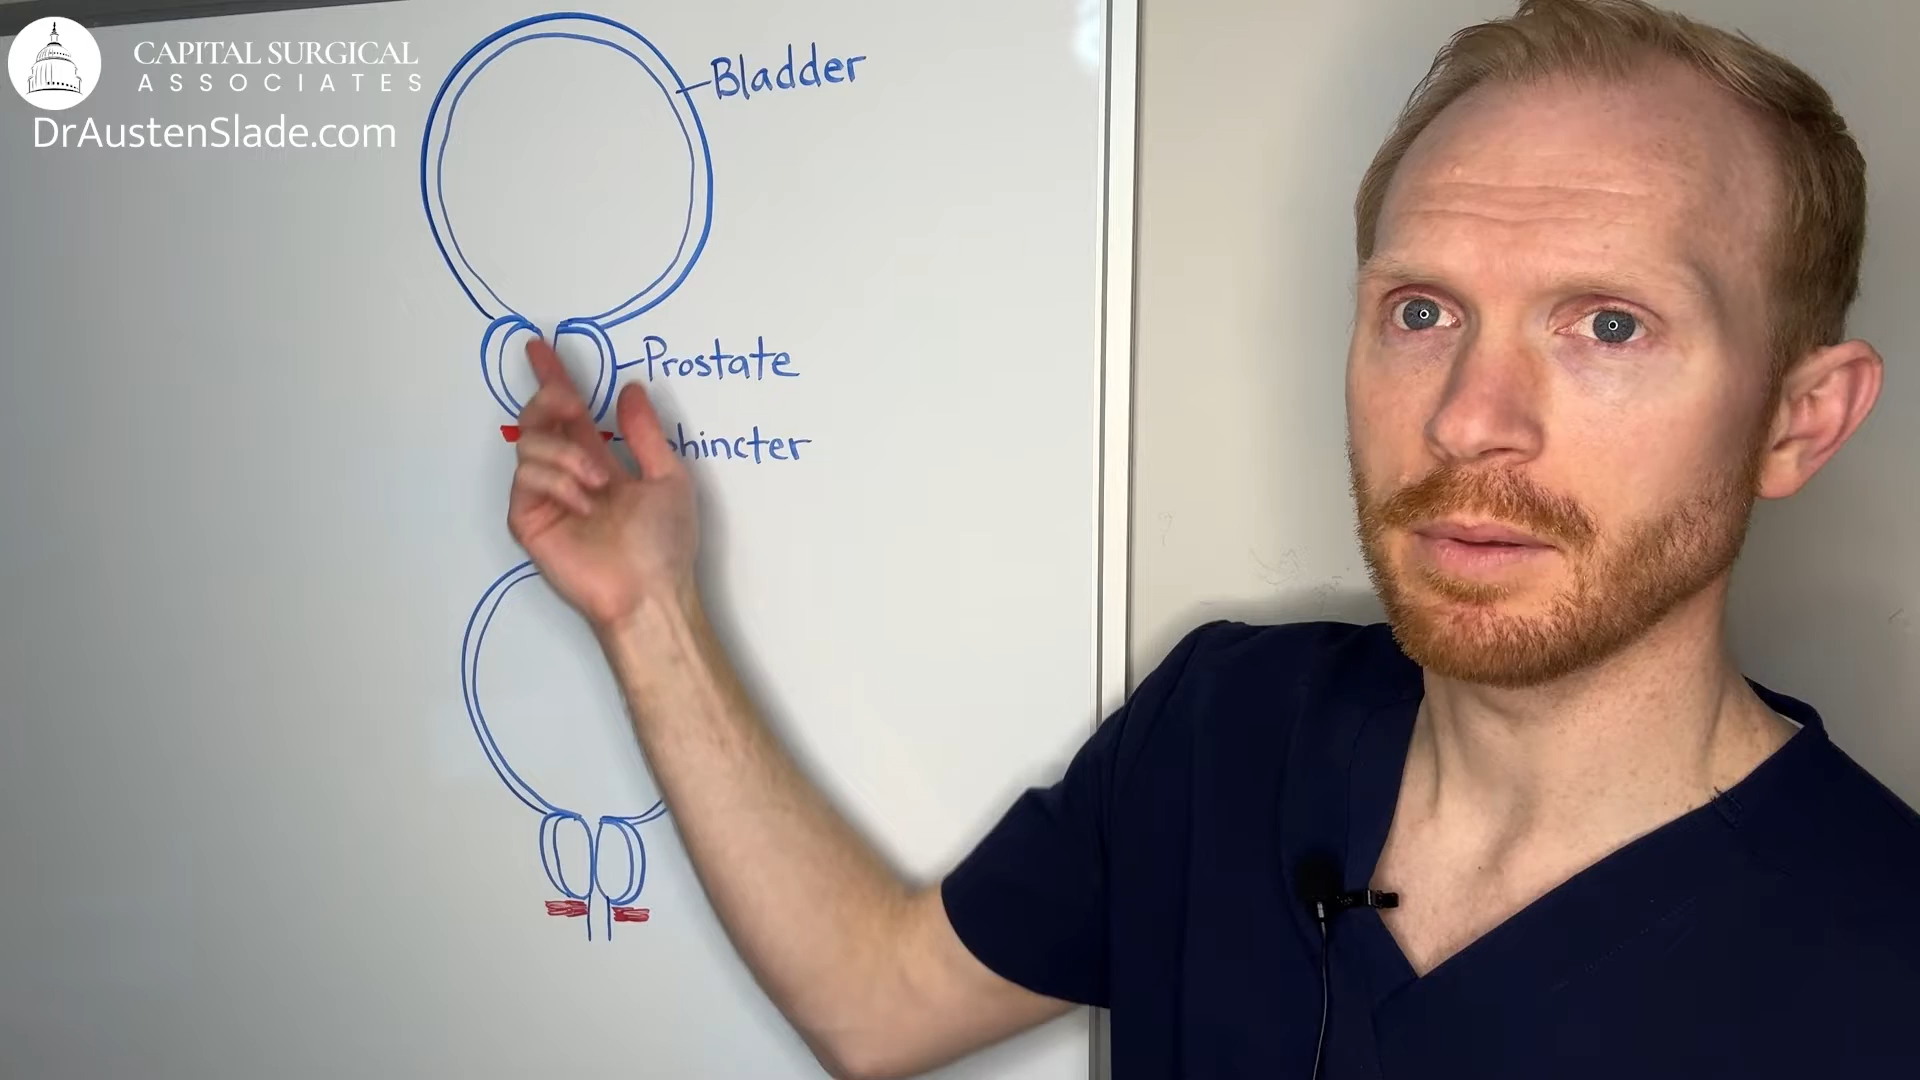 CAPITAL SURGICAL
ASSOCIATES
DrAustenSlade.com
Bladder
Prostate